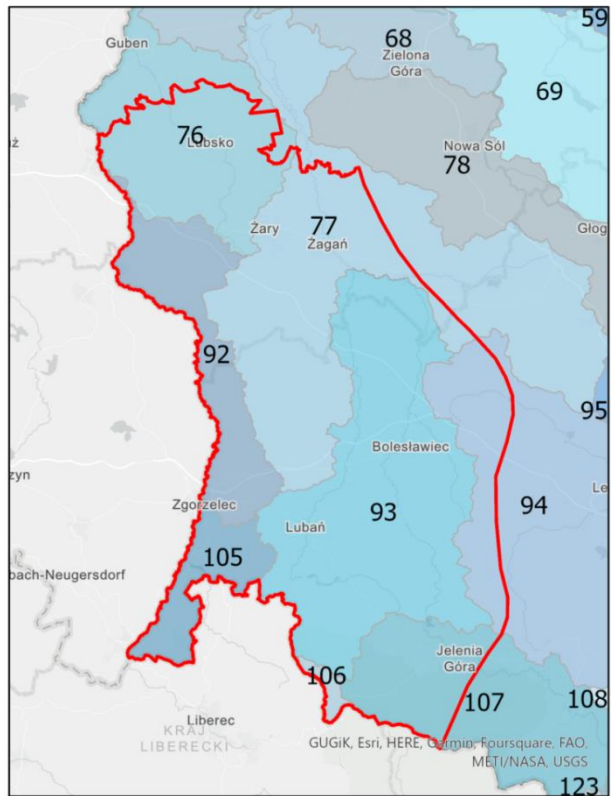 59
68
Guben
Zielona
Góra
69
76
Lubsko
uż
Nowa Sól
78
77
Żary
Żagań
Głog
92
95
Bolesławiec
zyn
Le
Zgorzelec
93
94
Lubań
105
bach-Neugersdorf
Jelenia
Góra
106
107
108
Liberec
KRAJ
LIBERECKI
GUGiK, Esri, HERE, Garmin, Foursquare, FAO,
METI/NASA, USGS
123